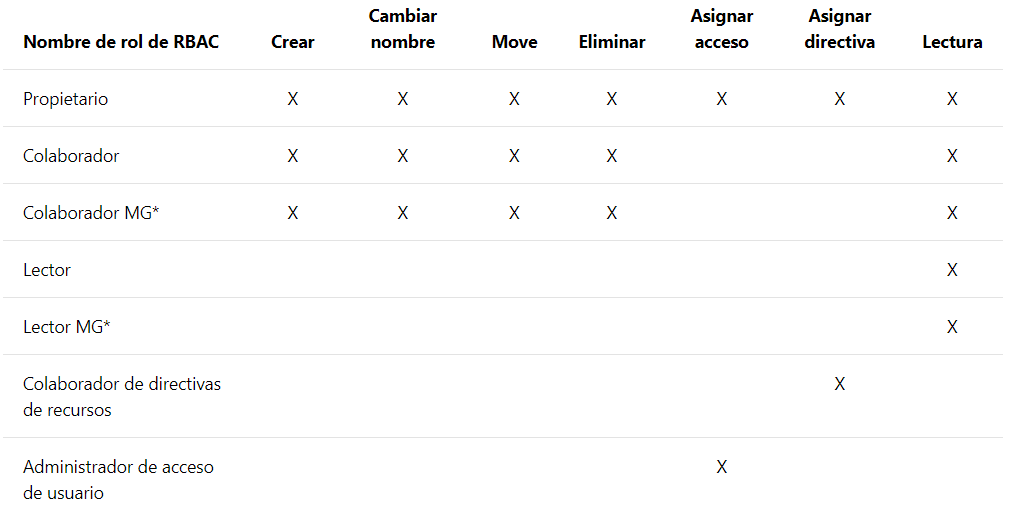 Nombre de rol de RBAC Crear Cambiar nombre Move Eliminar Asignar acceso Asignar directiva Lectura
Propietario X X X X X X X
Colaborador X X X X X
Colaborador MG* X X X X X
Lector X
Lector MG* X
Colaborador de directivas X
de recursos
Administrador de acceso X
de usuario